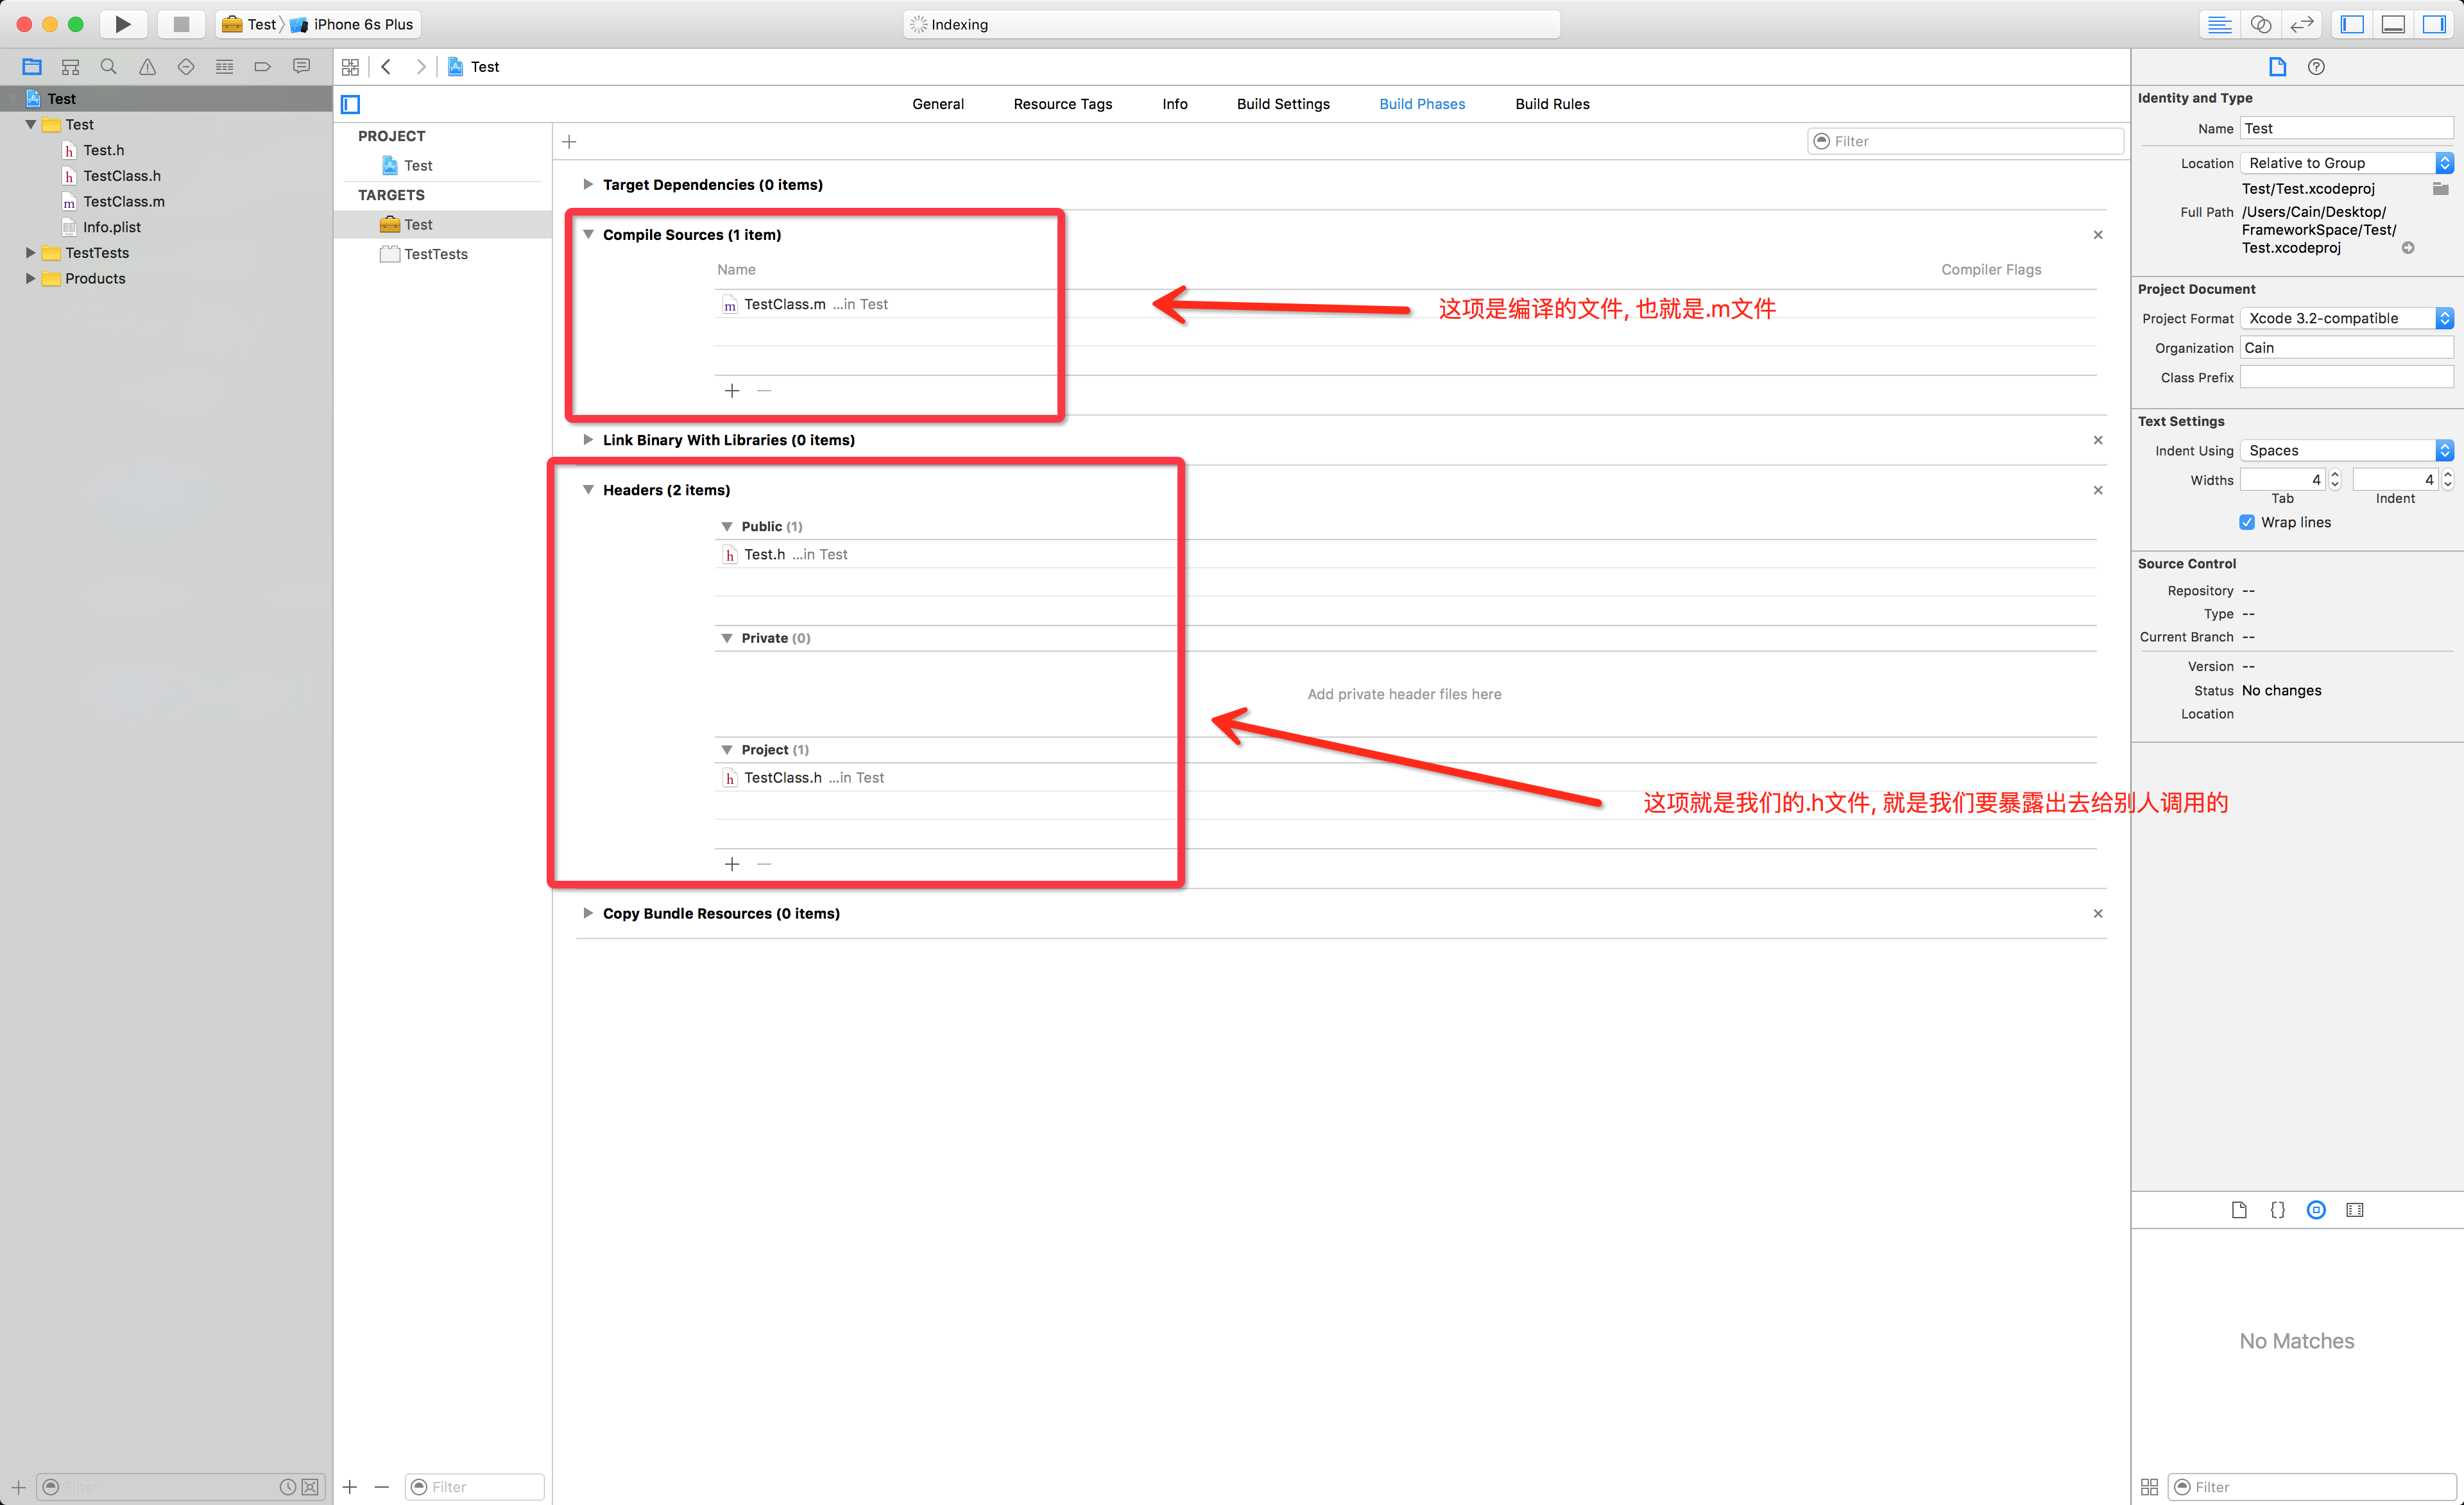 Test
iPhone 6s Plus
Indexing
Test
Test
Test
Test.h
TestClass.h
TestClass.m
Info.plist
TestTests
Products
Filter
General
Resource Tags
Info
Build Settings
Build Phases
Build Rules
PROJECT
Test
TARGETS
Test
TestTests
Filter
Filter
Target Dependencies (0 items)
Compile Sources (1 item)
Name
Compiler Flags
TestClass.m ...in Test
这项是编译的文件, 也就是.m文件
Link Binary With Libraries (0 items)
Headers (2 items)
Public (1)
Test.h ...in Test
Private (0)
Add private header files here
Project (1)
TestClass.h ...in Test
这项就是我们的.h文件, 就是我们要暴露出去给别人调用的
Copy Bundle Resources (0 items)
Identity and Type
Name Test
Location Relative to Group
Test/Test.xcodeproj
Full Path /Users/Cain/Desktop/
FrameworkSpace/Test/
Test.xcodeproj
Project Document
Project Format Xcode 3.2-compatible
Organization Cain
Class Prefix
Text Settings
Indent Using Spaces
Widths 4 4
Tab Indent
Wrap lines
Source Control
Repository --
Type --
Current Branch --
Version --
Status No changes
Location
No Matches
Filter